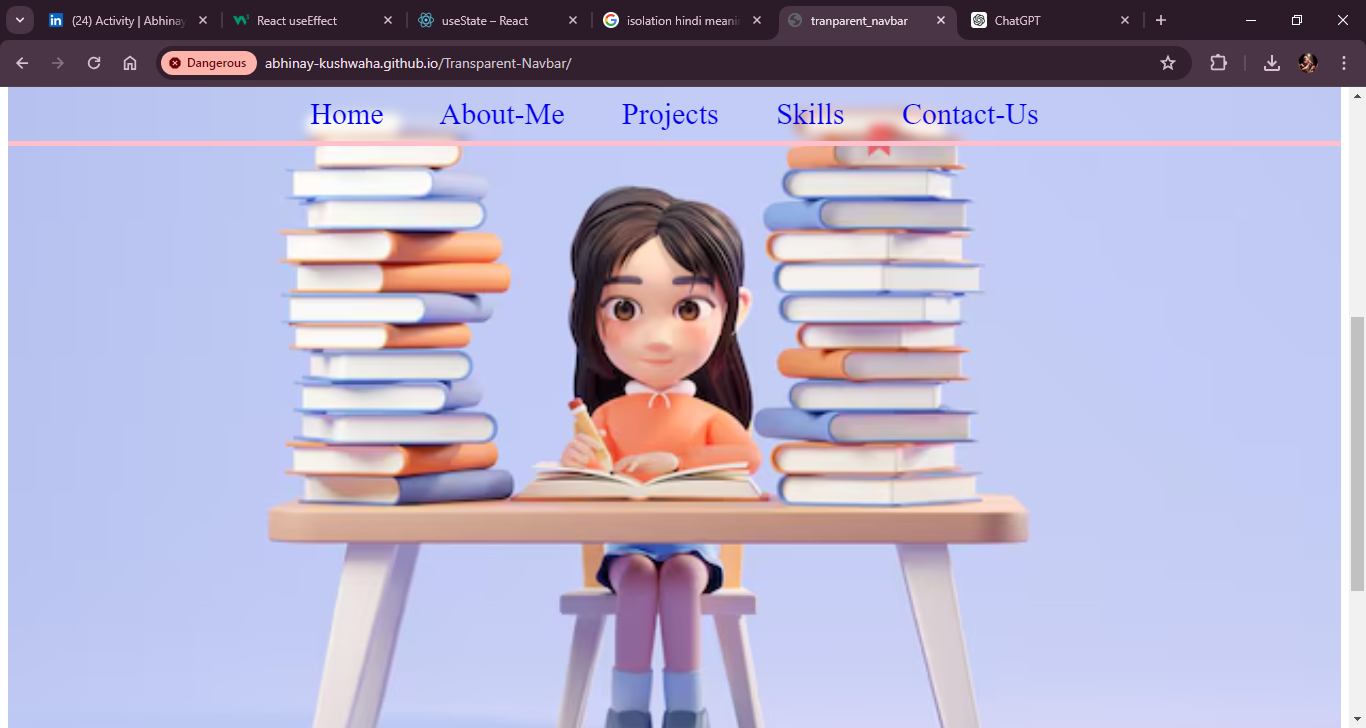 (24) Activity | Abhinay
React useEffect
useState – React
isolation hindi meani
tranparent_navbar
ChatGPT
Dangerous
abhinay-kushwaha.github.io/Transparent-Navbar/
Home About-Me Projects Skills Contact-Us